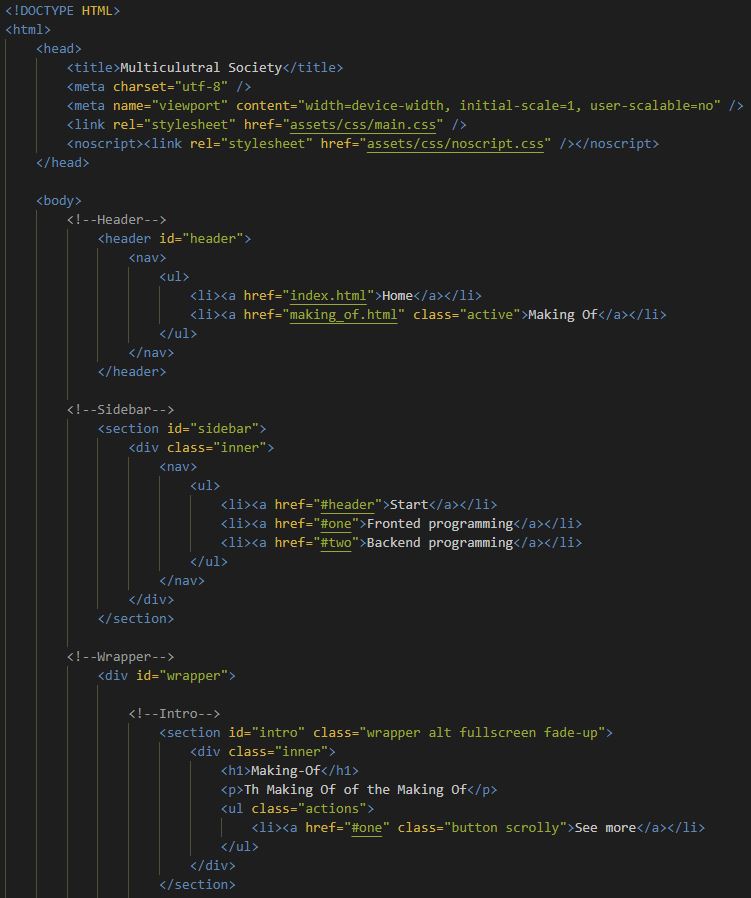 <!DOCTYPE HTML>
<html>
<head>
<title>Multiculutral Society</title>
<meta charset="utf-8" />
<meta name="viewport" content="width=device-width, initial-scale=1, user-scalable=no" />
<link rel="stylesheet" href="assets/css/main.css" />
<noscript><link rel="stylesheet" href="assets/css/noscript.css" /></noscript>
</head>
<body>
<!--Header-->
<header id="header">
<nav>
<ul>
<li><a href="index.html">Home</a></li>
<li><a href="making_of.html" class="active">Making Of</a></li>
</ul>
</nav>
</header>
<!--Sidebar-->
<section id="sidebar">
<div class="inner">
<nav>
<ul>
<li><a href="#header">Start</a></li>
<li><a href="#one">Fronted programming</a></li>
<li><a href="#two">Backend programming</a></li>
</ul>
</nav>
</div>
</section>
<!--Wrapper-->
<div id="wrapper">
<!--Intro-->
<section id="intro" class="wrapper alt fullscreen fade-up">
<div class="inner">
<h1>Making-Of</h1>
<p>Th Making Of of the Making Of</p>
<ul class="actions">
<li><a href="#one" class="button scrolly">See more</a></li>
</ul>
</div>
</section>